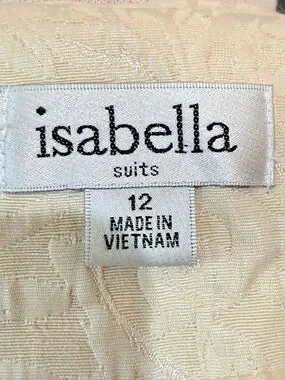 isabella
suits
12
MADE IN
VIETNAM